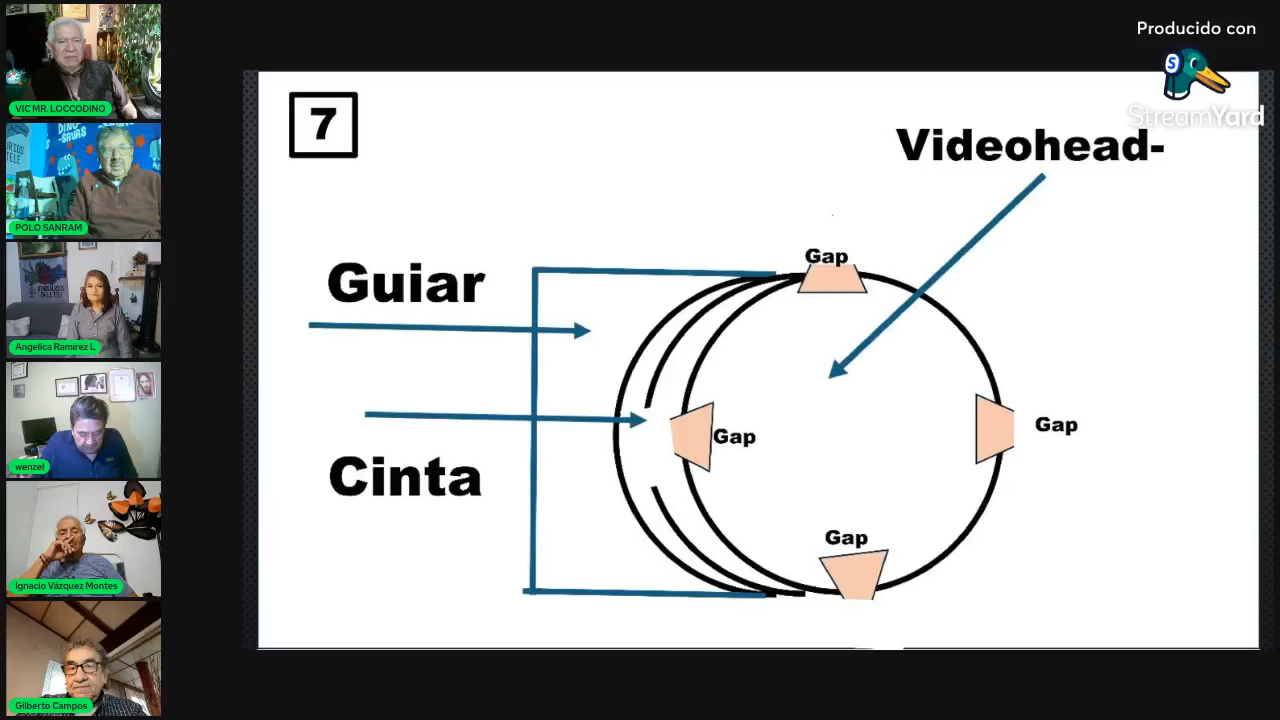 VIC MR. LOCCODINO
POLO SANRAM
Angelica Ramirez L
wenzel
Ignacio Vázquez Montes
Gilberto Campos
Producido con
S
StreamYard
7
Videohead-
Gap
Guiar
Gap
Gap
Cinta
Gap